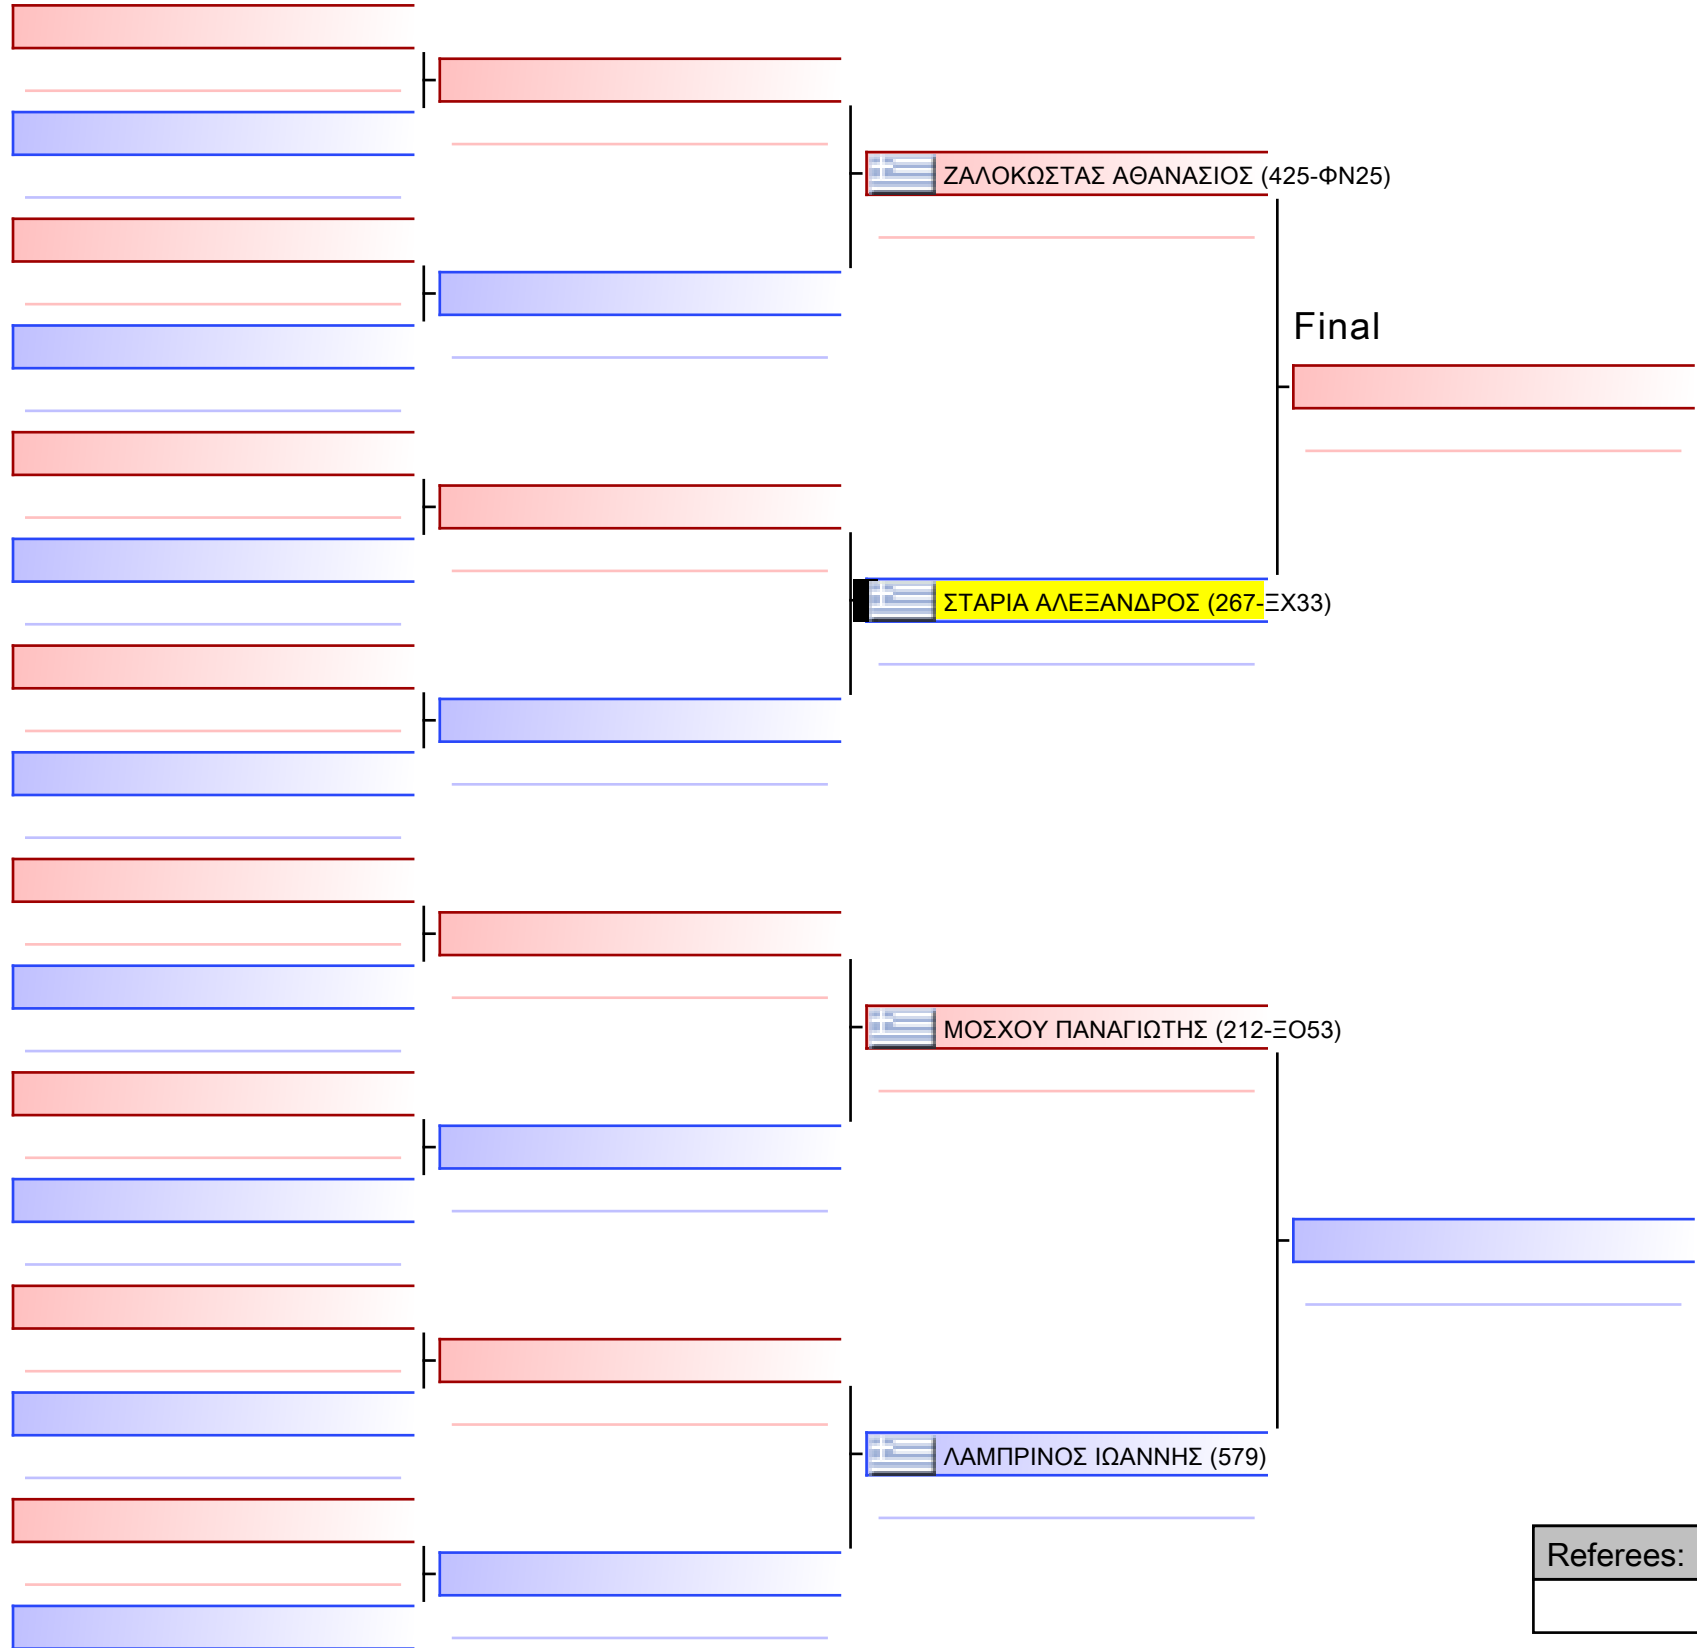 ΖΑΛΟΚΩΣΤΑΣ ΑΘΑΝΑΣΙΟΣ (425-ΦΝ25)
Final
ΣΤΑΡΙΑ ΑΛΕΞΑΝΔΡΟΣ (267-ΞΧ33)
ΜΟΣΧΟΥ ΠΑΝΑΓΙΩΤΗΣ (212-ΞΟ53)
ΛΑΜΠΡΙΝΟΣ ΙΩΑΝΝΗΣ (579)
Referees: